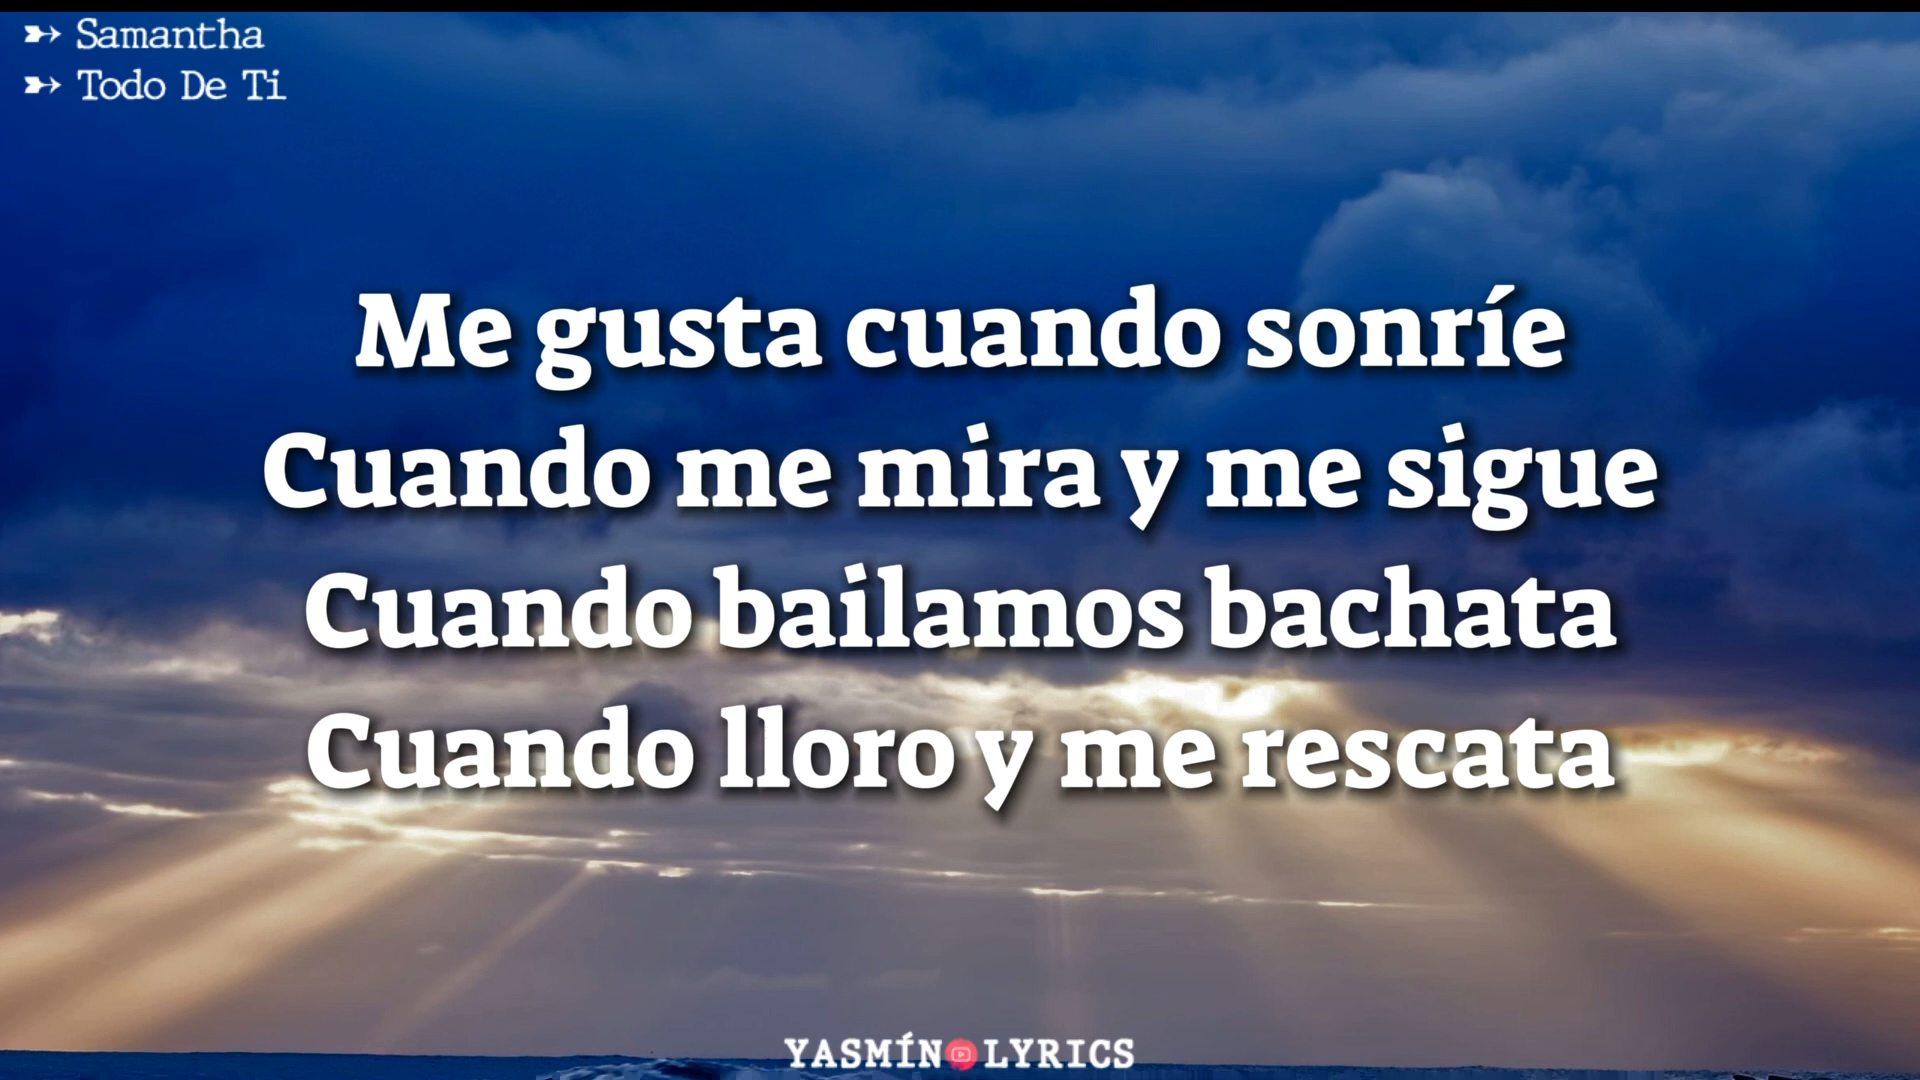 ➳ Samantha
➳ Todo De Ti
Me gusta cuando sonríe
Cuando me mira y me sigue
Cuando bailamos bachata
Cuando lloro y me rescata
YASMÍN LYRICS